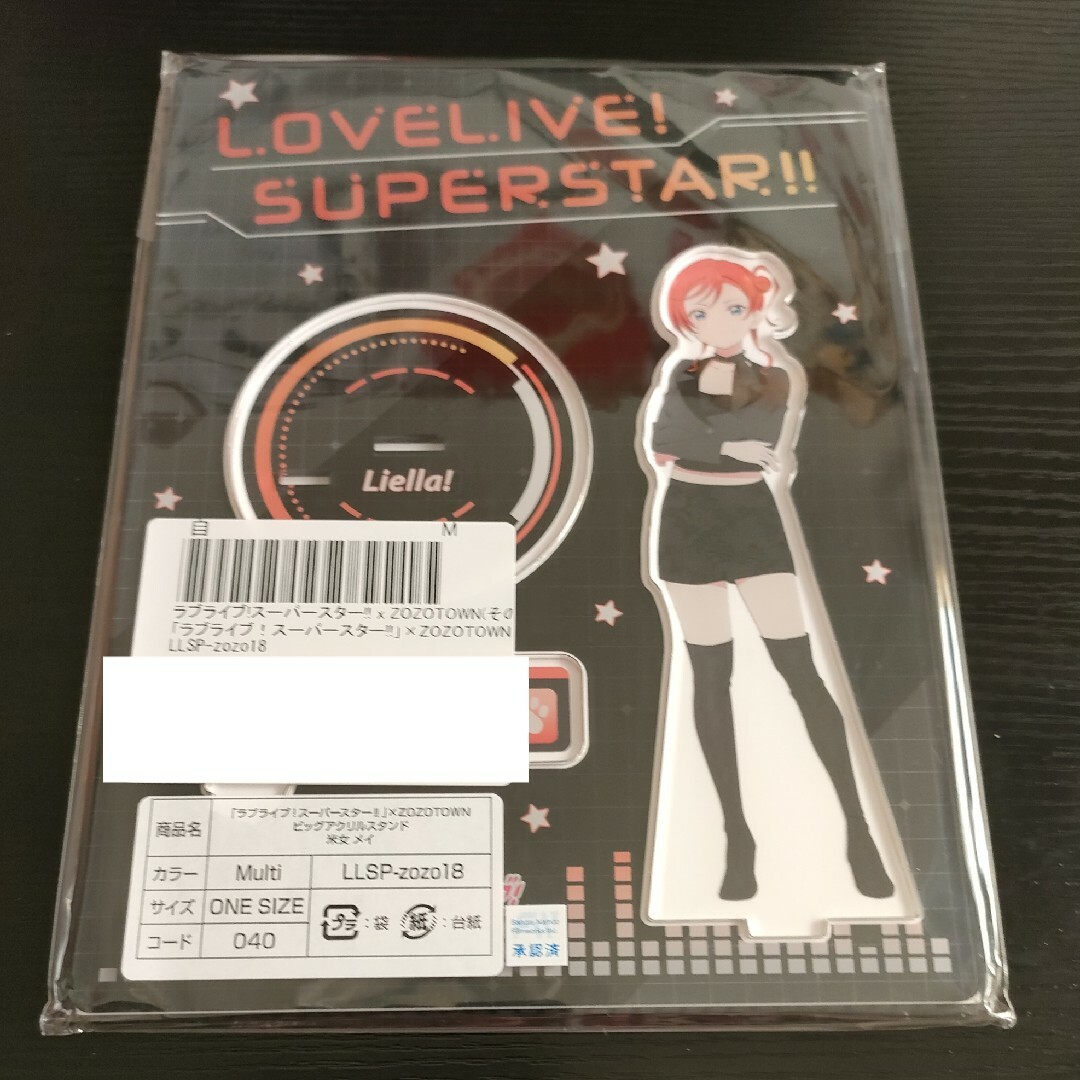 LOVELIVE!
SUPERSTAR!!
Liella!
自 M
ラブライブ!スーパースター!! x ZOZOTOWN(その
「ラブライブ！スーパースター!!」×ZOZOTOWN
LLSP-zozo18
商品名 「ラブライブ！スーパースター!!」×ZOZOTOWN
ビッグアクリルスタンド
米女 メイ
カラー Multi LLSP-zozo18
サイズ ONE SIZE プラ:袋 紙:台紙
コード 040
承認済